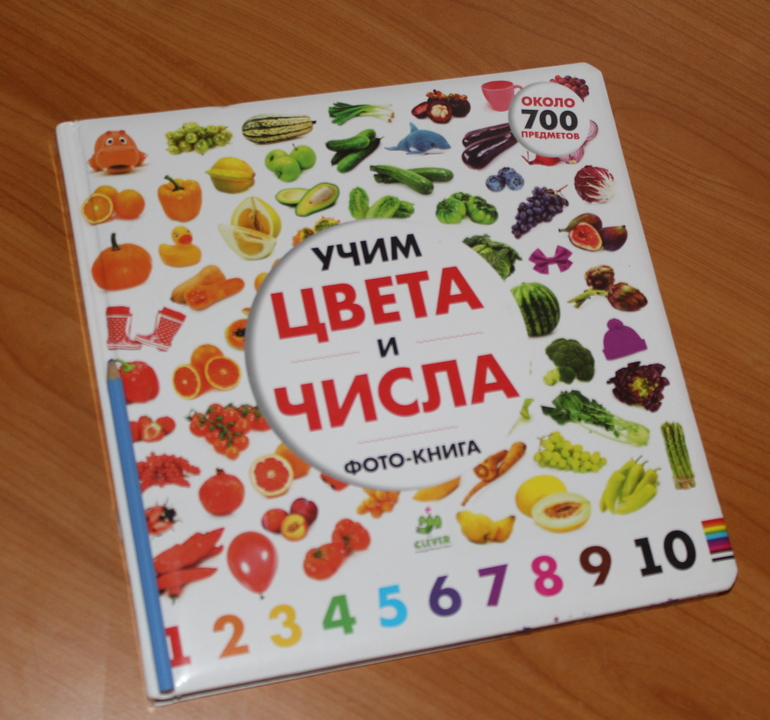 ОКОЛО
700
ПРЕДМЕТОВ
УЧИМ
ЦВЕТА
И
ЧИСЛА
ФОТО-КНИГА
CLEVER
1 2 3 4 5 6 7 8 9 10